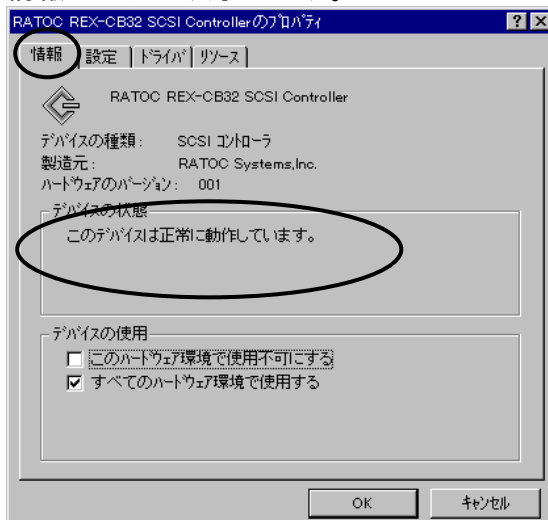 RATOC REX-CB32 SCSI Controllerのプロパティ
情報
設定
ドライバ
リソース
RATOC REX-CB32 SCSI Controller
デバイスの種類: SCSI コントローラ
製造元: RATOC Systems,Inc.
ハードウェアのバージョン: 001
デバイスの状態
このデバイスは正常に動作しています。
デバイスの使用
このハードウェア環境で使用不可にする
すべてのハードウェア環境で使用する
OK
キャンセル